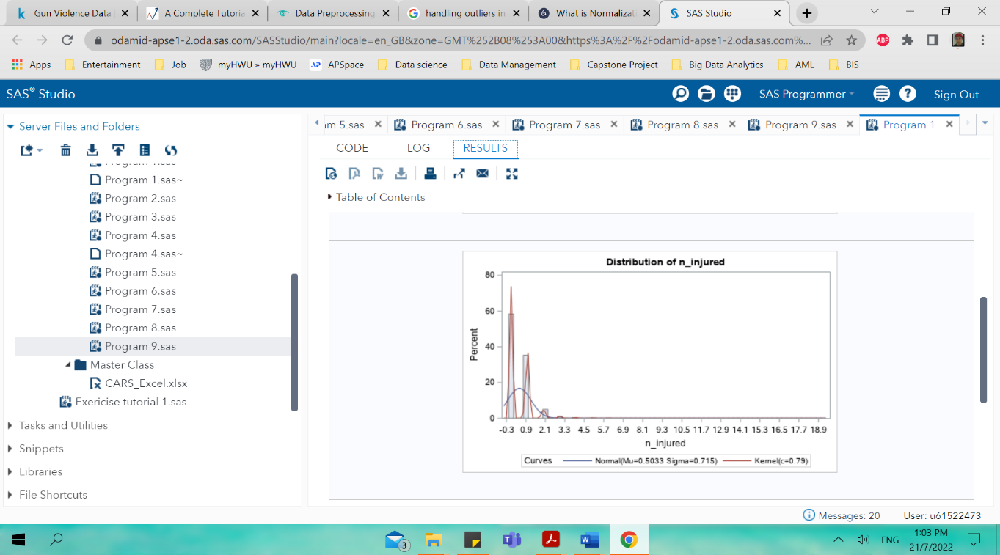 Gun Violence Data
A Complete Tutoria
Data Preprocessing
handling outliers in
What is Normalizat
SAS Studio
odamid-apse1-2.oda.sas.com/SASStudio/main?locale=en_GB&zone=GMT%252B08%253A00&https%3A%2F%2Fodamid-apse1-2.oda.sas.com%...
ABP
Apps
Entertainment
Job
myHWU » myHWU
APSpace
Data science
Data Management
Capstone Project
Big Data Analytics
AML
BIS
SAS® Studio
SAS Programmer
Sign Out
Server Files and Folders
Program 1.sas~
Program 2.sas
Program 3.sas
Program 4.sas
Program 4.sas~
Program 5.sas
Program 6.sas
Program 7.sas
Program 8.sas
Program 9.sas
Master Class
CARS_Excel.xlsx
Exericise tutorial 1.sas
Tasks and Utilities
Snippets
Libraries
File Shortcuts
m 5.sas
Program 6.sas
Program 7.sas
Program 8.sas
Program 9.sas
Program 1
CODE
LOG
RESULTS
Table of Contents
Distribution of n_injured
80
60
40
20
0
Percent
-0.3 0.9 2.1 3.3 4.5 5.7 6.9 8.1 9.3 10.5 11.7 12.9 14.1 15.3 16.5 17.7 18.9
n_injured
Curves
Normal(Mu=0.5033 Sigma=0.715)
Kernel(c=0.79)
Messages: 20
User: u61522473
3
ENG
1:03 PM
21/7/2022